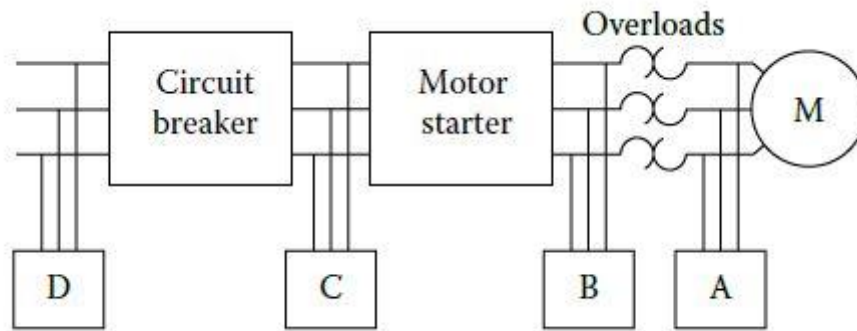 Overloads
Circuit
breaker
Motor
starter
M
D
C
B
A